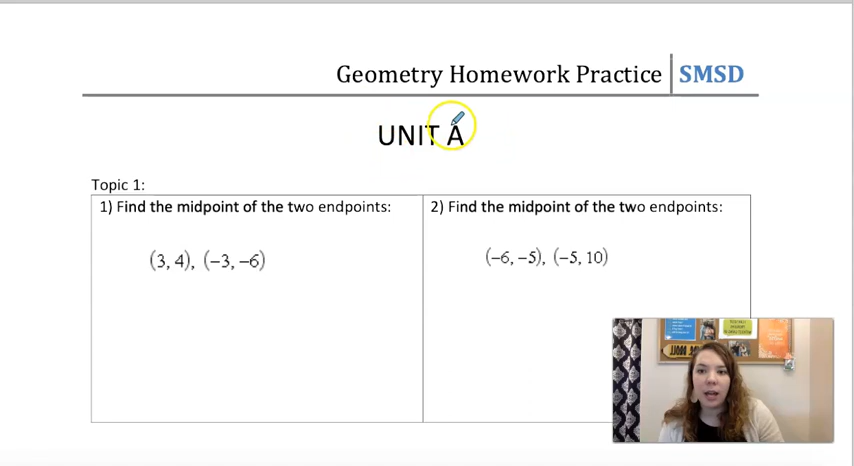 Geometry Homework Practice SMSD
UNIT A
Topic 1:
1) Find the midpoint of the two endpoints:
(3, 4), (−3, −6)
2) Find the midpoint of the two endpoints:
(−6, −5), (−5, 10)